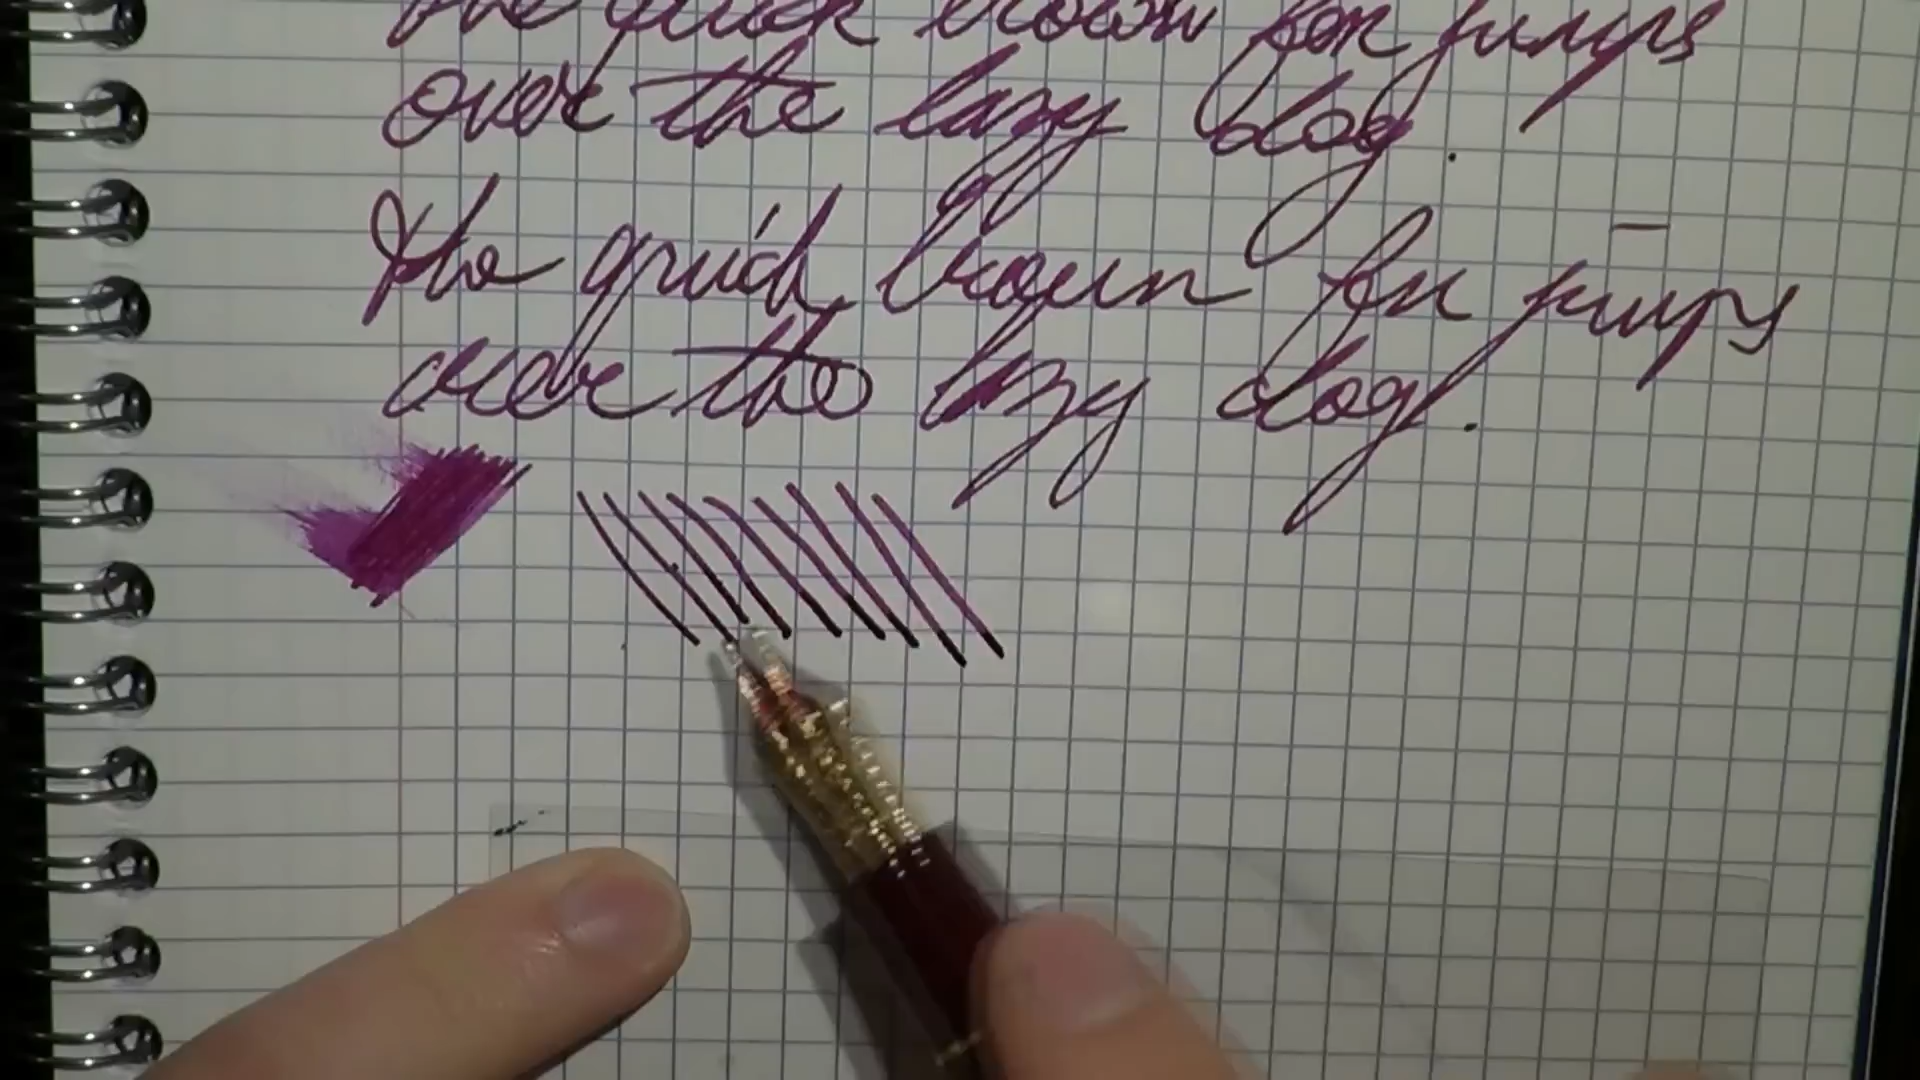 the quick brown fox jumps
over the lazy dog.
the quick brown fox jumps
over the lazy dog.